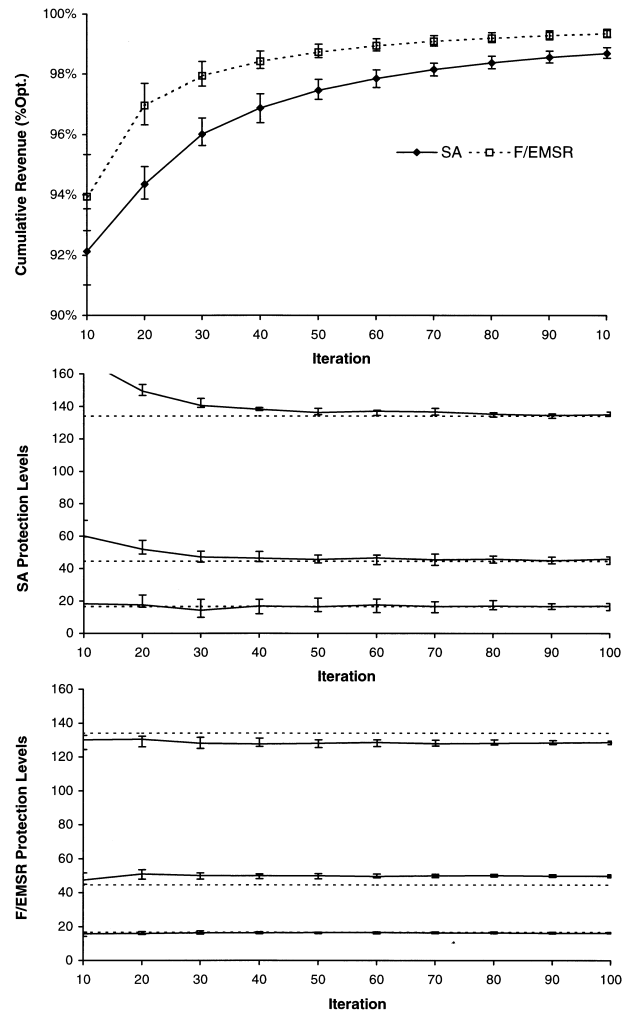 100%
98%
96%
94%
92%
90%
Cumulative Revenue (%Opt.)
SA F/EMSR
10 20 30 40 50 60 70 80 90 10
Iteration
160
140
120
100
80
60
40
20
0
SA Protection Levels
10 20 30 40 50 60 70 80 90 100
Iteration
160
140
120
100
80
60
40
20
0
F/EMSR Protection Levels
10 20 30 40 50 60 70 80 90 100
Iteration